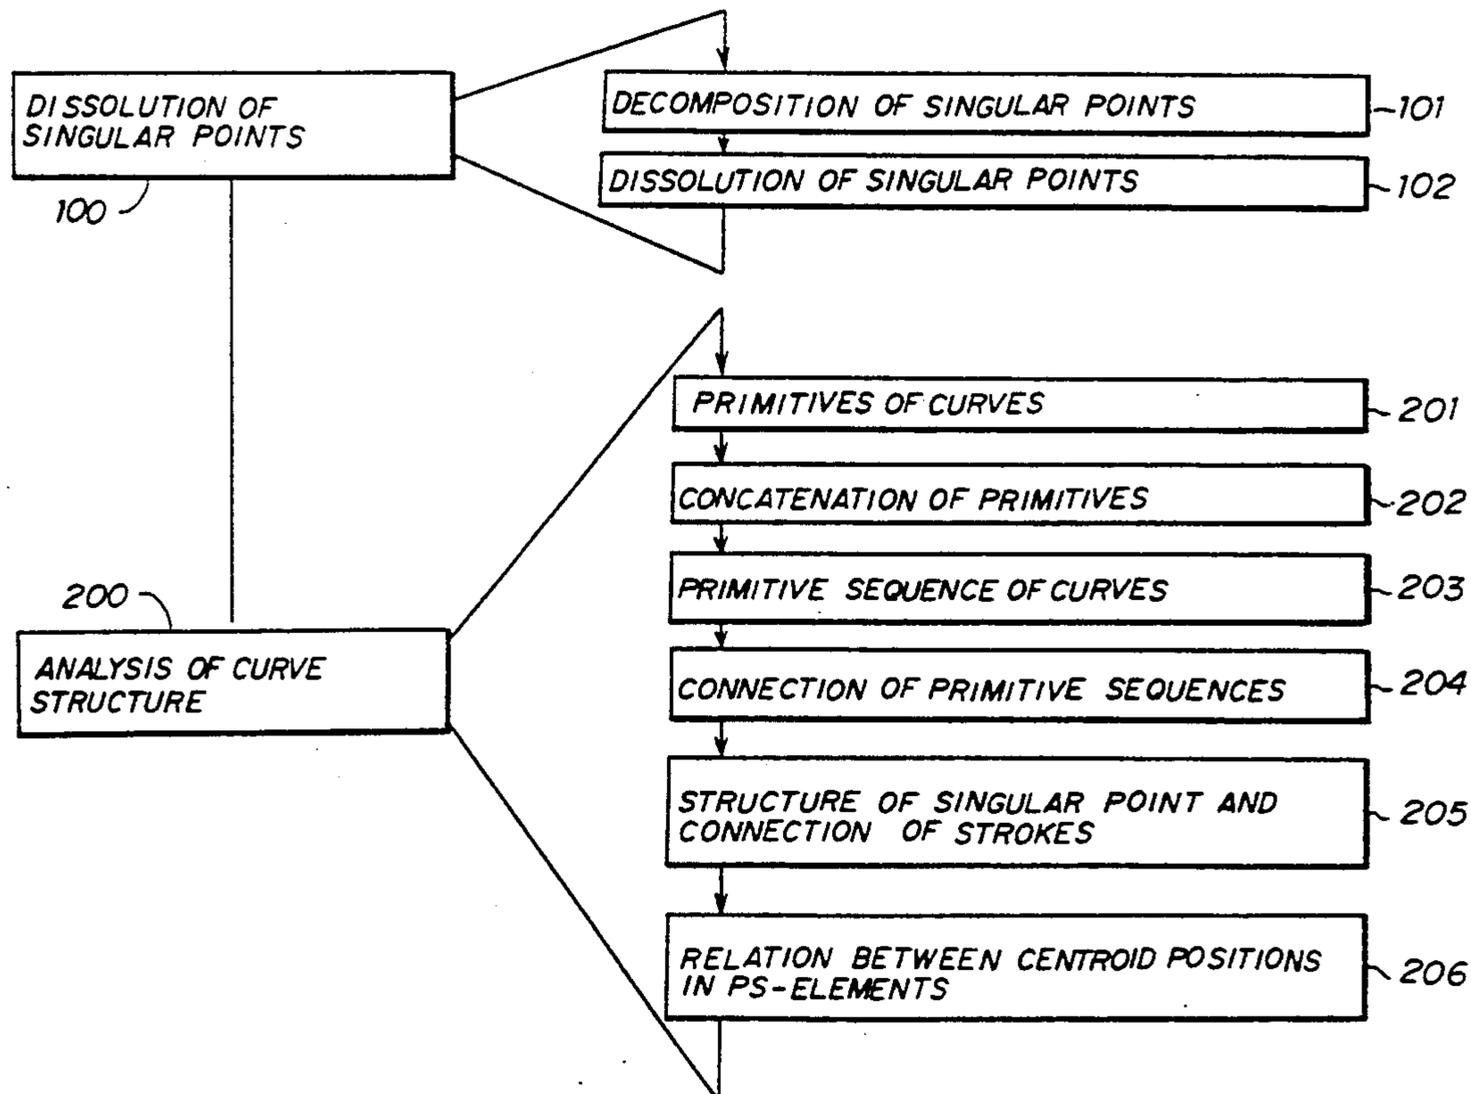 DISSOLUTION OF
SINGULAR POINTS
100
DECOMPOSITION OF SINGULAR POINTS
101
DISSOLUTION OF SINGULAR POINTS
102
200
ANALYSIS OF CURVE
STRUCTURE
PRIMITIVES OF CURVES
201
CONCATENATION OF PRIMITIVES
202
PRIMITIVE SEQUENCE OF CURVES
203
CONNECTION OF PRIMITIVE SEQUENCES
204
STRUCTURE OF SINGULAR POINT AND
CONNECTION OF STROKES
205
RELATION BETWEEN CENTROID POSITIONS
IN PS-ELEMENTS
206